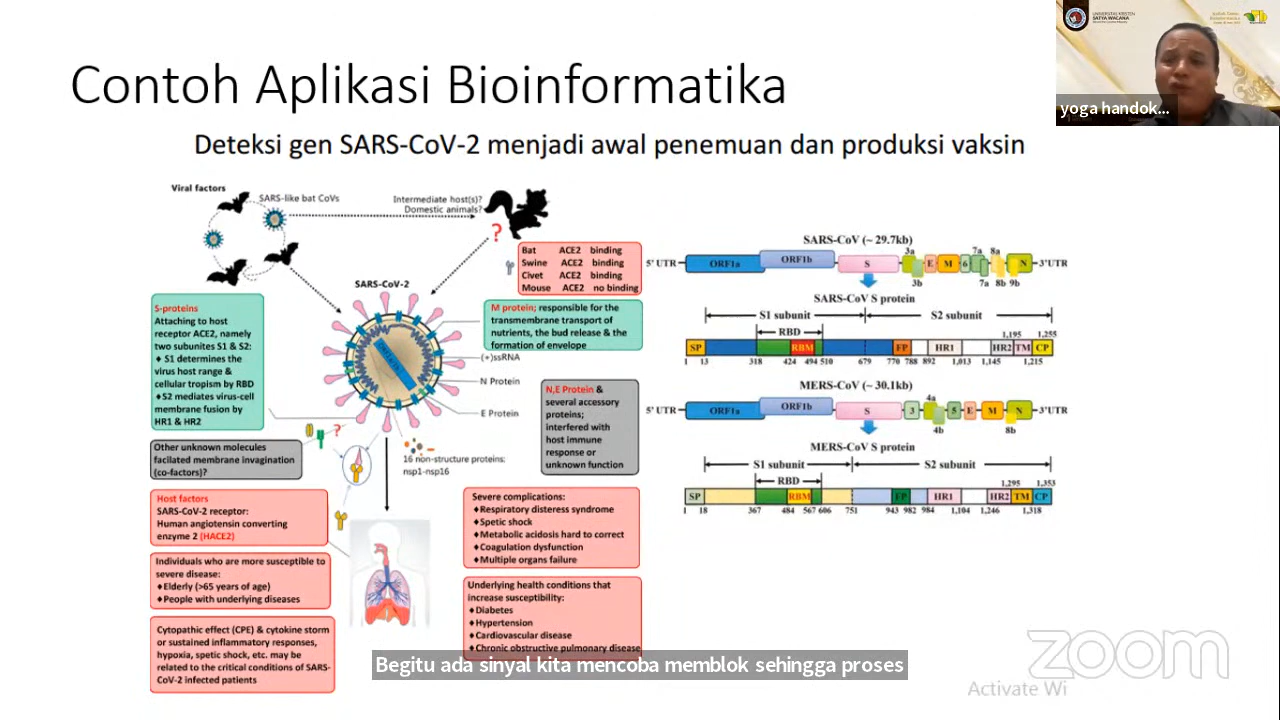 UNIVERSITAS KRISTEN
SATYA WACANA
yoga handok...
Contoh Aplikasi Bioinformatika
Deteksi gen SARS-CoV-2 menjadi awal penemuan dan produksi vaksin
Viral factors
SARS-like bat CoVs
Intermediate host(s)?
Domestic animals?
?
Bat ACE2 binding
Swine ACE2 binding
Civet ACE2 binding
Mouse ACE2 no binding
SARS-CoV-2
S-proteins
Attaching to host
receptor ACE2, namely
two subunites S1 & S2:
♦ S1 determines the
virus host range &
cellular tropism by RBD
♦S2 mediates virus-cell
membrane fusion by
HR1 & HR2
M protein; responsible for the
transmembrane transport of
nutrients, the bud release & the
formation of envelope
(+)ssRNA
N Protein
E Protein
N,E Protein &
several accessory
proteins;
interfered with
host immune
response or
unknown function
?
Other unknown molecules
facilated membrane invagination
(co-factors)?
16 non-structure proteins:
nsp1-nsp16
Host factors
SARS-CoV-2 receptor:
Human angiotensin converting
enzyme 2 (HACE2)
Individuals who are more susceptible to
severe disease:
♦Elderly (>65 years of age)
♦People with underlying diseases
Cytopathic effect (CPE) & cytokine storm
or sustained inflammatory responses,
hypoxia, spetic shock, etc. may be
related to the critical conditions of SARS-
CoV-2 infected patients
Severe complications:
♦Respiratory disteress syndrome
♦Spetic shock
♦Metabolic acidosis hard to correct
♦Coagulation dysfunction
♦Multiple organs failure
Underlying health conditions that
increase susceptibility:
♦Diabetes
♦Hypertension
♦Cardiovascular disease
♦Chronic obstructive pulmonary disease
SARS-CoV (~ 29.7kb)
5' UTR ORF1a ORF1b S 3a 3b E M 6 7a 7a 8a 8b 9b N 3'UTR
SARS-CoV S protein
S1 subunit S2 subunit
RBD 1,195 1,255
SP RBM FP HR1 HR2 TM CP
1 13 318 424 494 510 679 770 788 892 1,013 1,145 1,215
MERS-CoV (~ 30.1kb)
5' UTR ORF1a ORF1b S 3 4a 4b 5 E M 8b N 3'UTR
MERS-CoV S protein
S1 subunit S2 subunit
RBD 1,295 1,353
SP RBM FP HR1 HR2 TM CP
1 18 367 484 567 606 751 943 982 984 1,104 1,246 1,318
Begitu ada sinyal kita mencoba memblok sehingga proses
zoom
Activate Wi